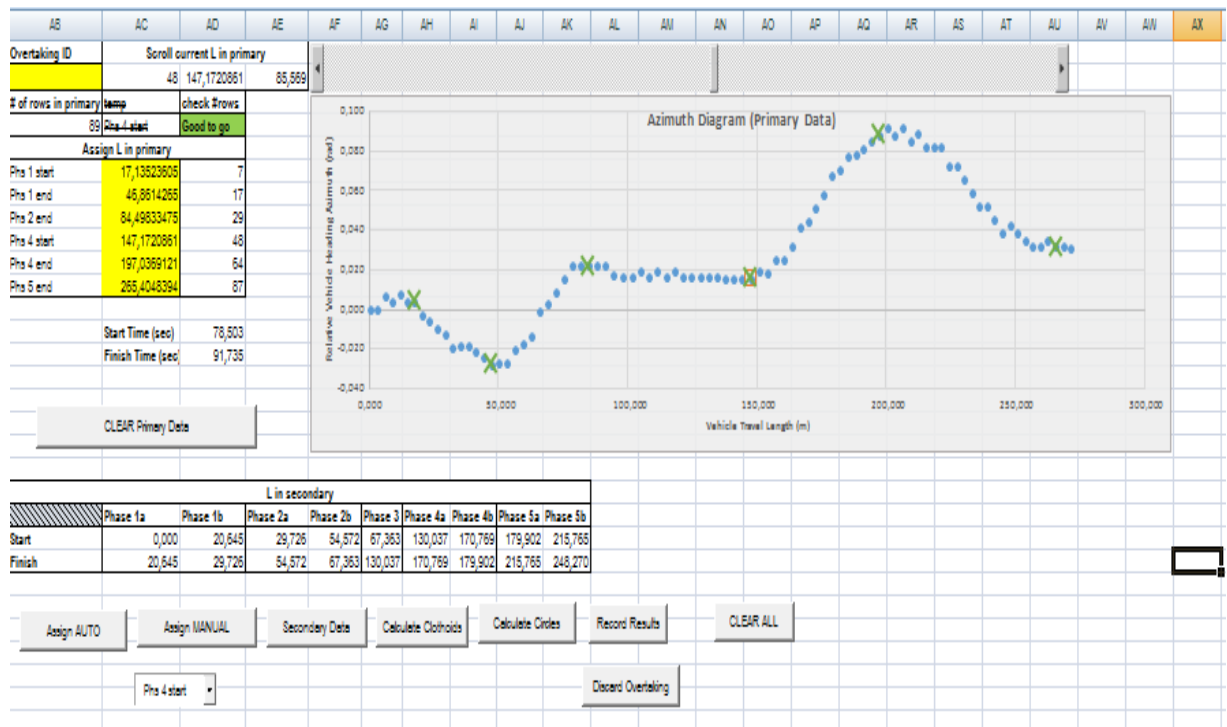 AB AC AD AE AF AG AH AI AJ AK AL AM AN AO AP AQ AR AS AT AU AV AW AX
Overtaking ID Scroll current L in primary
48 147,1720861 85,569
# of rows in primary temp check #rows
89 Phs 4 start Good to go
Assign L in primary
Phs 1 start 17,13523605 7
Phs 1 end 46,8614265 17
Phs 2 end 84,49833475 29
Phs 4 start 147,1720861 48
Phs 4 end 197,0369121 64
Phs 5 end 265,4048394 87
Start Time (sec) 78,503
Finish Time (sec) 91,735
CLEAR Primary Data
Azimuth Diagram (Primary Data)
Relative Vehicle Heading Azimuth (rad)
0,100
0,080
0,060
0,040
0,020
0,000
-0,020
-0,040
0,000 50,000 100,000 150,000 200,000 250,000 300,000
Vehicle Travel Length (m)
L in secondary
Phase 1a Phase 1b Phase 2a Phase 2b Phase 3 Phase 4a Phase 4b Phase 5a Phase 5b
Start 0,000 20,645 29,726 54,572 67,363 130,037 170,769 179,902 215,765
Finish 20,645 29,726 54,572 67,363 130,037 170,769 179,902 215,765 248,270
Assign AUTO Assign MANUAL Secondary Data Calculate Clothoids Calculate Circles Record Results CLEAR ALL
Phs 4 start Discard Overtaking